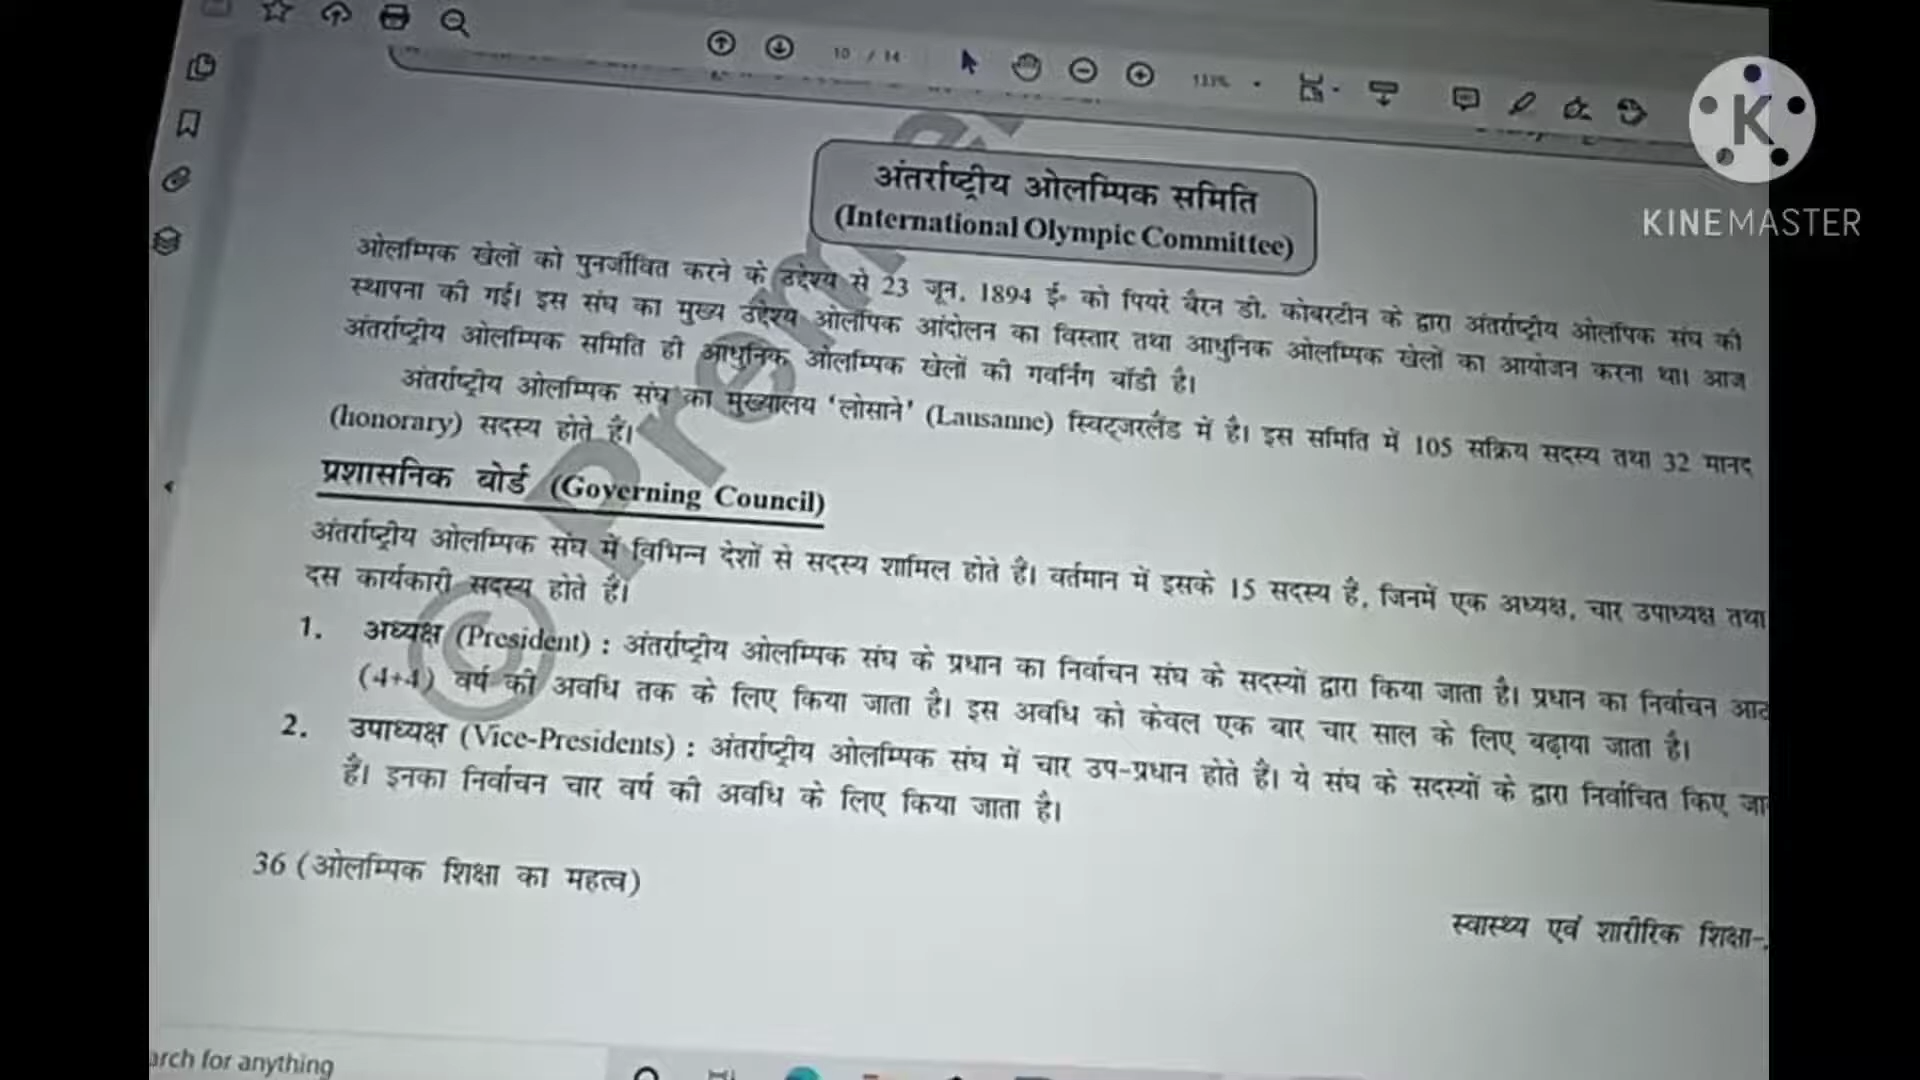 10 / 14
K
KINEMASTER
अंतर्राष्ट्रीय ओलम्पिक समिति
(International Olympic Committee)
ओलम्पिक खेलों को पुनर्जीवित करने के उद्देश्य से 23 जून, 1894 ई॰ को पियरे बैरन डी. कोबरटीन के द्वारा अंतर्राष्ट्रीय ओलंपिक संघ की
स्थापना की गई। इस संघ का मुख्य उद्देश्य ओलंपिक आंदोलन का विस्तार तथा आधुनिक ओलम्पिक खेलों का आयोजन करना था। आज
अंतर्राष्ट्रीय ओलम्पिक समिति ही आधुनिक ओलम्पिक खेलों की गवर्निंग बॉडी है।
अंतर्राष्ट्रीय ओलम्पिक संघ का मुख्यालय ‘लोसाने’ (Lausanne) स्विट्जरलैंड में है। इस समिति में 105 सक्रिय सदस्य तथा 32 मानद
(honorary) सदस्य होते हैं।
प्रशासनिक बोर्ड (Governing Council)
अंतर्राष्ट्रीय ओलम्पिक संघ में विभिन्न देशों से सदस्य शामिल होते हैं। वर्तमान में इसके 15 सदस्य हैं, जिनमें एक अध्यक्ष, चार उपाध्यक्ष तथा
दस कार्यकारी सदस्य होते हैं।
1. अध्यक्ष (President) : अंतर्राष्ट्रीय ओलम्पिक संघ के प्रधान का निर्वाचन संघ के सदस्यों द्वारा किया जाता है। प्रधान का निर्वाचन आठ
(4+4) वर्ष की अवधि तक के लिए किया जाता है। इस अवधि को केवल एक बार चार साल के लिए बढ़ाया जाता है।
2. उपाध्यक्ष (Vice-Presidents) : अंतर्राष्ट्रीय ओलम्पिक संघ में चार उप-प्रधान होते हैं। ये संघ के सदस्यों के द्वारा निर्वाचित किए जा
हैं। इनका निर्वाचन चार वर्ष की अवधि के लिए किया जाता है।
36 (ओलम्पिक शिक्षा का महत्व)
स्वास्थ्य एवं शारीरिक शिक्षा-
arch for anything